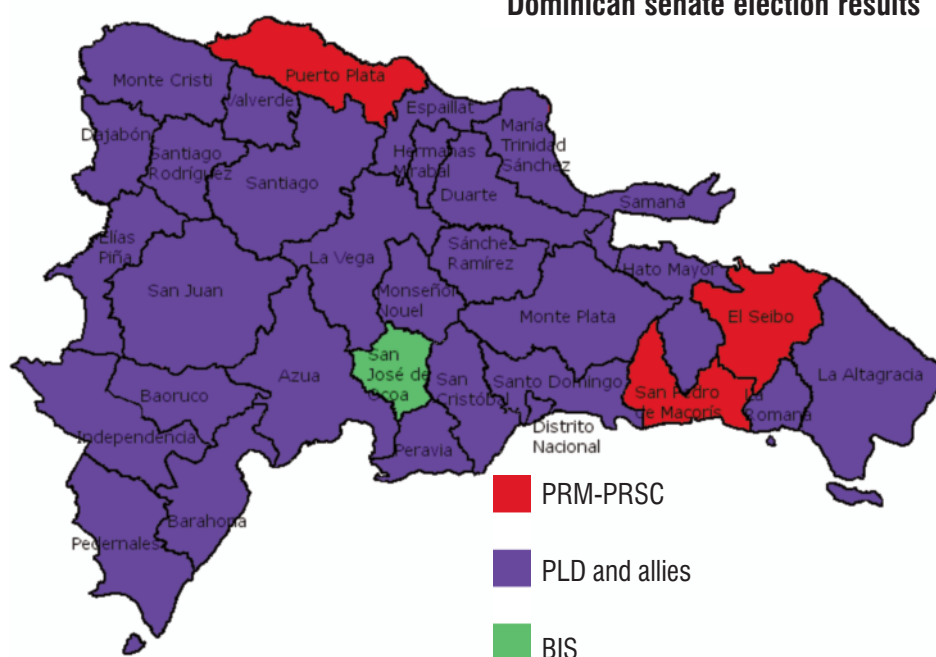 Dominican senate election results
Puerto Plata
Monte Cristi
Valverde
Espaillat
María
Trinidad
Sánchez
Dajabón
Santiago
Rodríguez
Hermanas
Mirabal
Santiago
Duarte
Samaná
Elías
Piña
La Vega
Sánchez
Ramírez
Hato Mayor
San Juan
Monseñor
Nouel
Monte Plata
El Seibo
San
José de
Ocoa
Azua
San
Cristóbal
Santo Domingo
San Pedro
de Macorís
La
Romana
La Altagracia
Baoruco
Distrito
Nacional
Independencia
Peravia
Barahona
Pedernales
PRM-PRSC
PLD and allies
BIS